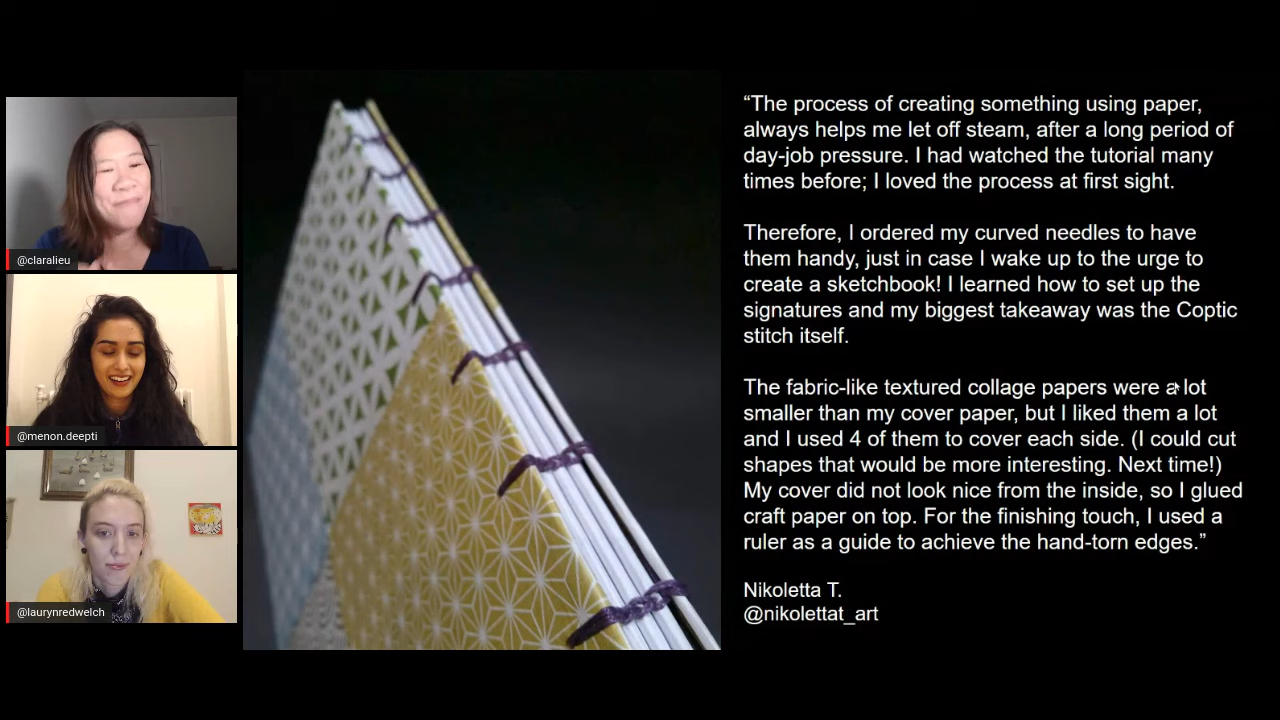 @claralieu
@menon.deepti
@laurynredwelch
“The process of creating something using paper,
always helps me let off steam, after a long period of
day-job pressure. I had watched the tutorial many
times before; I loved the process at first sight.
Therefore, I ordered my curved needles to have
them handy, just in case I wake up to the urge to
create a sketchbook! I learned how to set up the
signatures and my biggest takeaway was the Coptic
stitch itself.
The fabric-like textured collage papers were a lot
smaller than my cover paper, but I liked them a lot
and I used 4 of them to cover each side. (I could cut
shapes that would be more interesting. Next time!)
My cover did not look nice from the inside, so I glued
craft paper on top. For the finishing touch, I used a
ruler as a guide to achieve the hand-torn edges.”
Nikoletta T.
@nikolettat_art